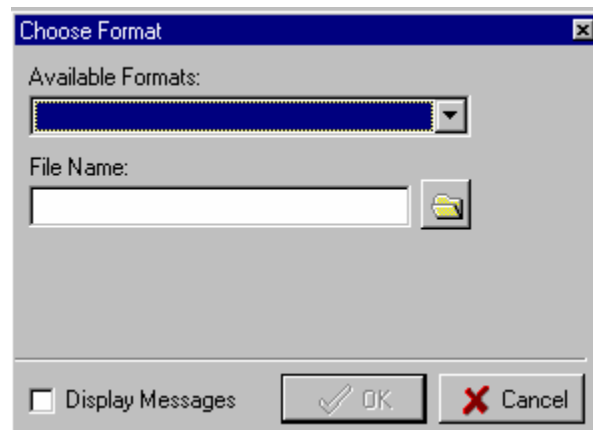 Choose Format
Available Formats:
File Name:
Display Messages
OK
Cancel